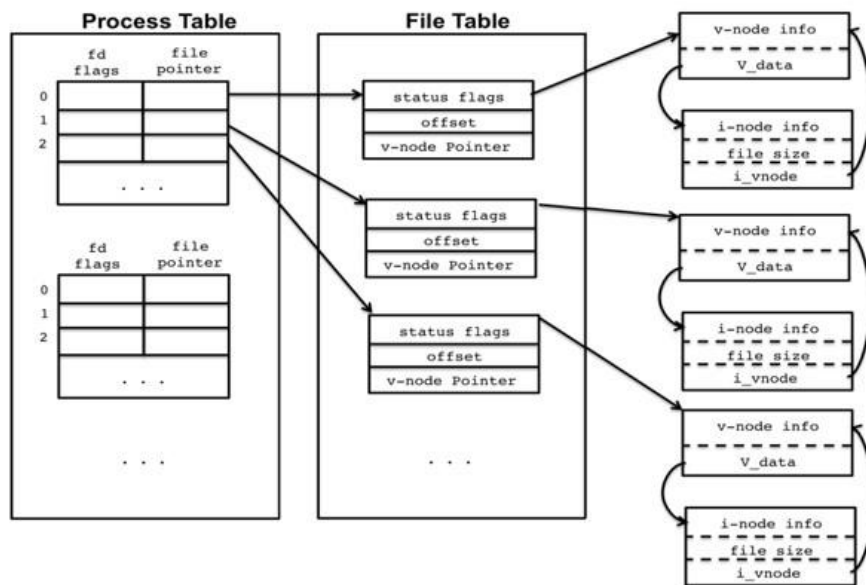 Process Table
File Table
fd flags
file pointer
0
1
2
. . .
fd flags
file pointer
0
1
2
. . .
. . .
status flags
offset
v-node Pointer
status flags
offset
v-node Pointer
status flags
offset
v-node Pointer
. . .
v-node info
V_data
i-node info
file size
i_vnode
v-node info
V_data
i-node info
file size
i_vnode
v-node info
V_data
i-node info
file size
i_vnode